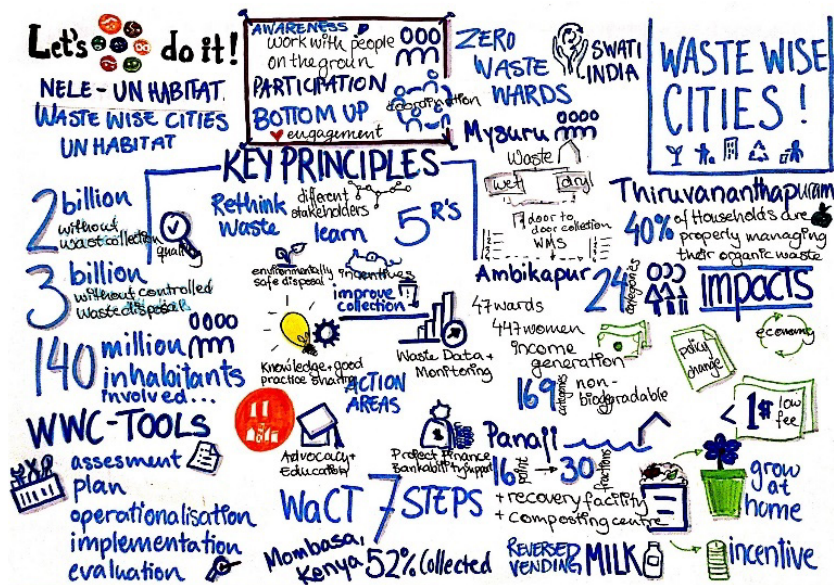 Let's do it!
NELE - UN HABITAT
WASTE WISE CITIES
UN HABITAT
AWARENESS
work with people
on the groun
PARTICIPATION
BOTTOM UP
engagement
coordination
ZERO
WASTE
WARDS
SWATI
INDIA
WASTE WISE
CITIES!
KEY PRINCIPLES
2 billion
without
waste collection
3 billion
without controlled
waste disposal
140 million
inhabitants
involved...
quality
Rethink
Waste
different
stakeholders
learn
5 R'S
environmentally
safe disposal
incentives
improve
collection
Knowledge + good
practice sharing
Waste Data +
Monitoring
ACTION
AREAS
Advocacy +
Education
Project Finance
Bankability Support
Mysuru
Waste
wet
dry
door to
door collection
WMS
Thiruvananthapuram
40% of Households are
properly managing
their organic waste
Ambikapur
24 categories
47 wards
447 women
income
generation
169 categories
non-
biodegradable
IMPACTS
policy
change
economy
< 1$ low
fee
Panaji
16 point → 30 fractions
+ recovery facility
+ composting centre
grow
at
home
incentive
WWC-TOOLS
assesment
plan
operationalisation
implementation
evaluation
WaCT 7 STEPS
Mombasa,
Kenya 52% Collected
REVERSED
VENDING MILK